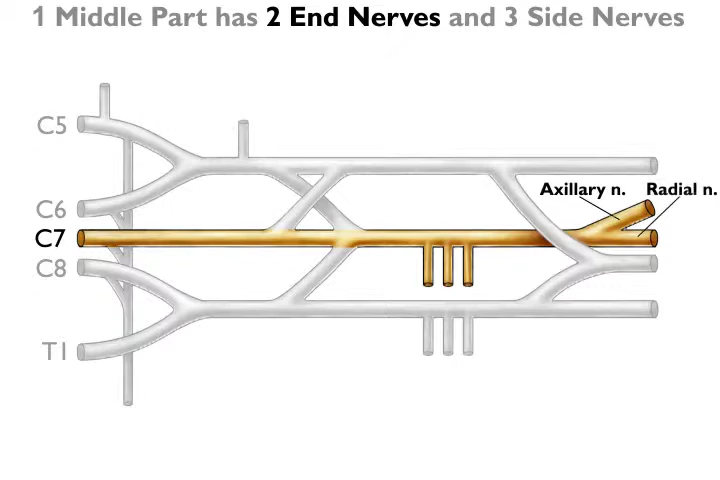 1 Middle Part has 2 End Nerves and 3 Side Nerves
C5
Axillary n. Radial n.
C6
C7
C8
T1